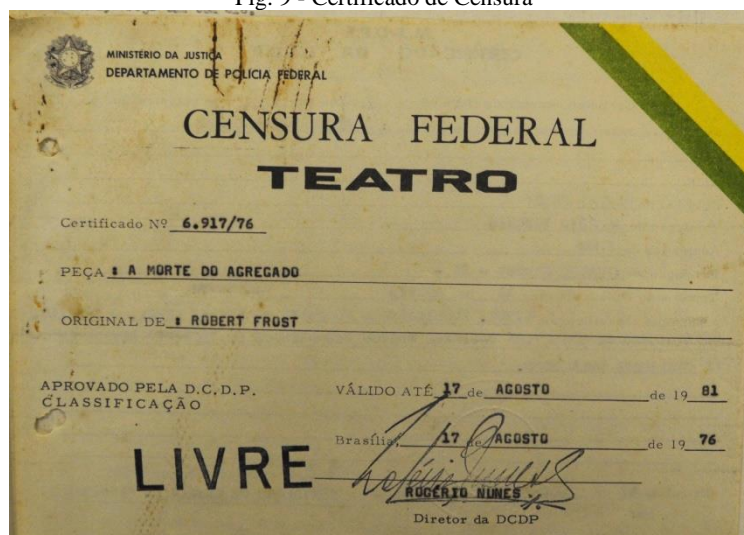 Fig. 9 - Certificado de Censura
MINISTÉRIO DA JUSTIÇA
DEPARTAMENTO DE POLÍCIA FEDERAL
CENSURA FEDERAL
TEATRO
Certificado Nº 6.917/76
PEÇA : A MORTE DO AGREGADO
ORIGINAL DE : ROBERT FROST
APROVADO PELA D.C.D.P.
CLASSIFICAÇÃO
VÁLIDO ATÉ 17 de AGOSTO de 19 81
Brasília, 17 de AGOSTO de 19 76
LIVRE
ROGÉRIO NUNES
Diretor da DCDP